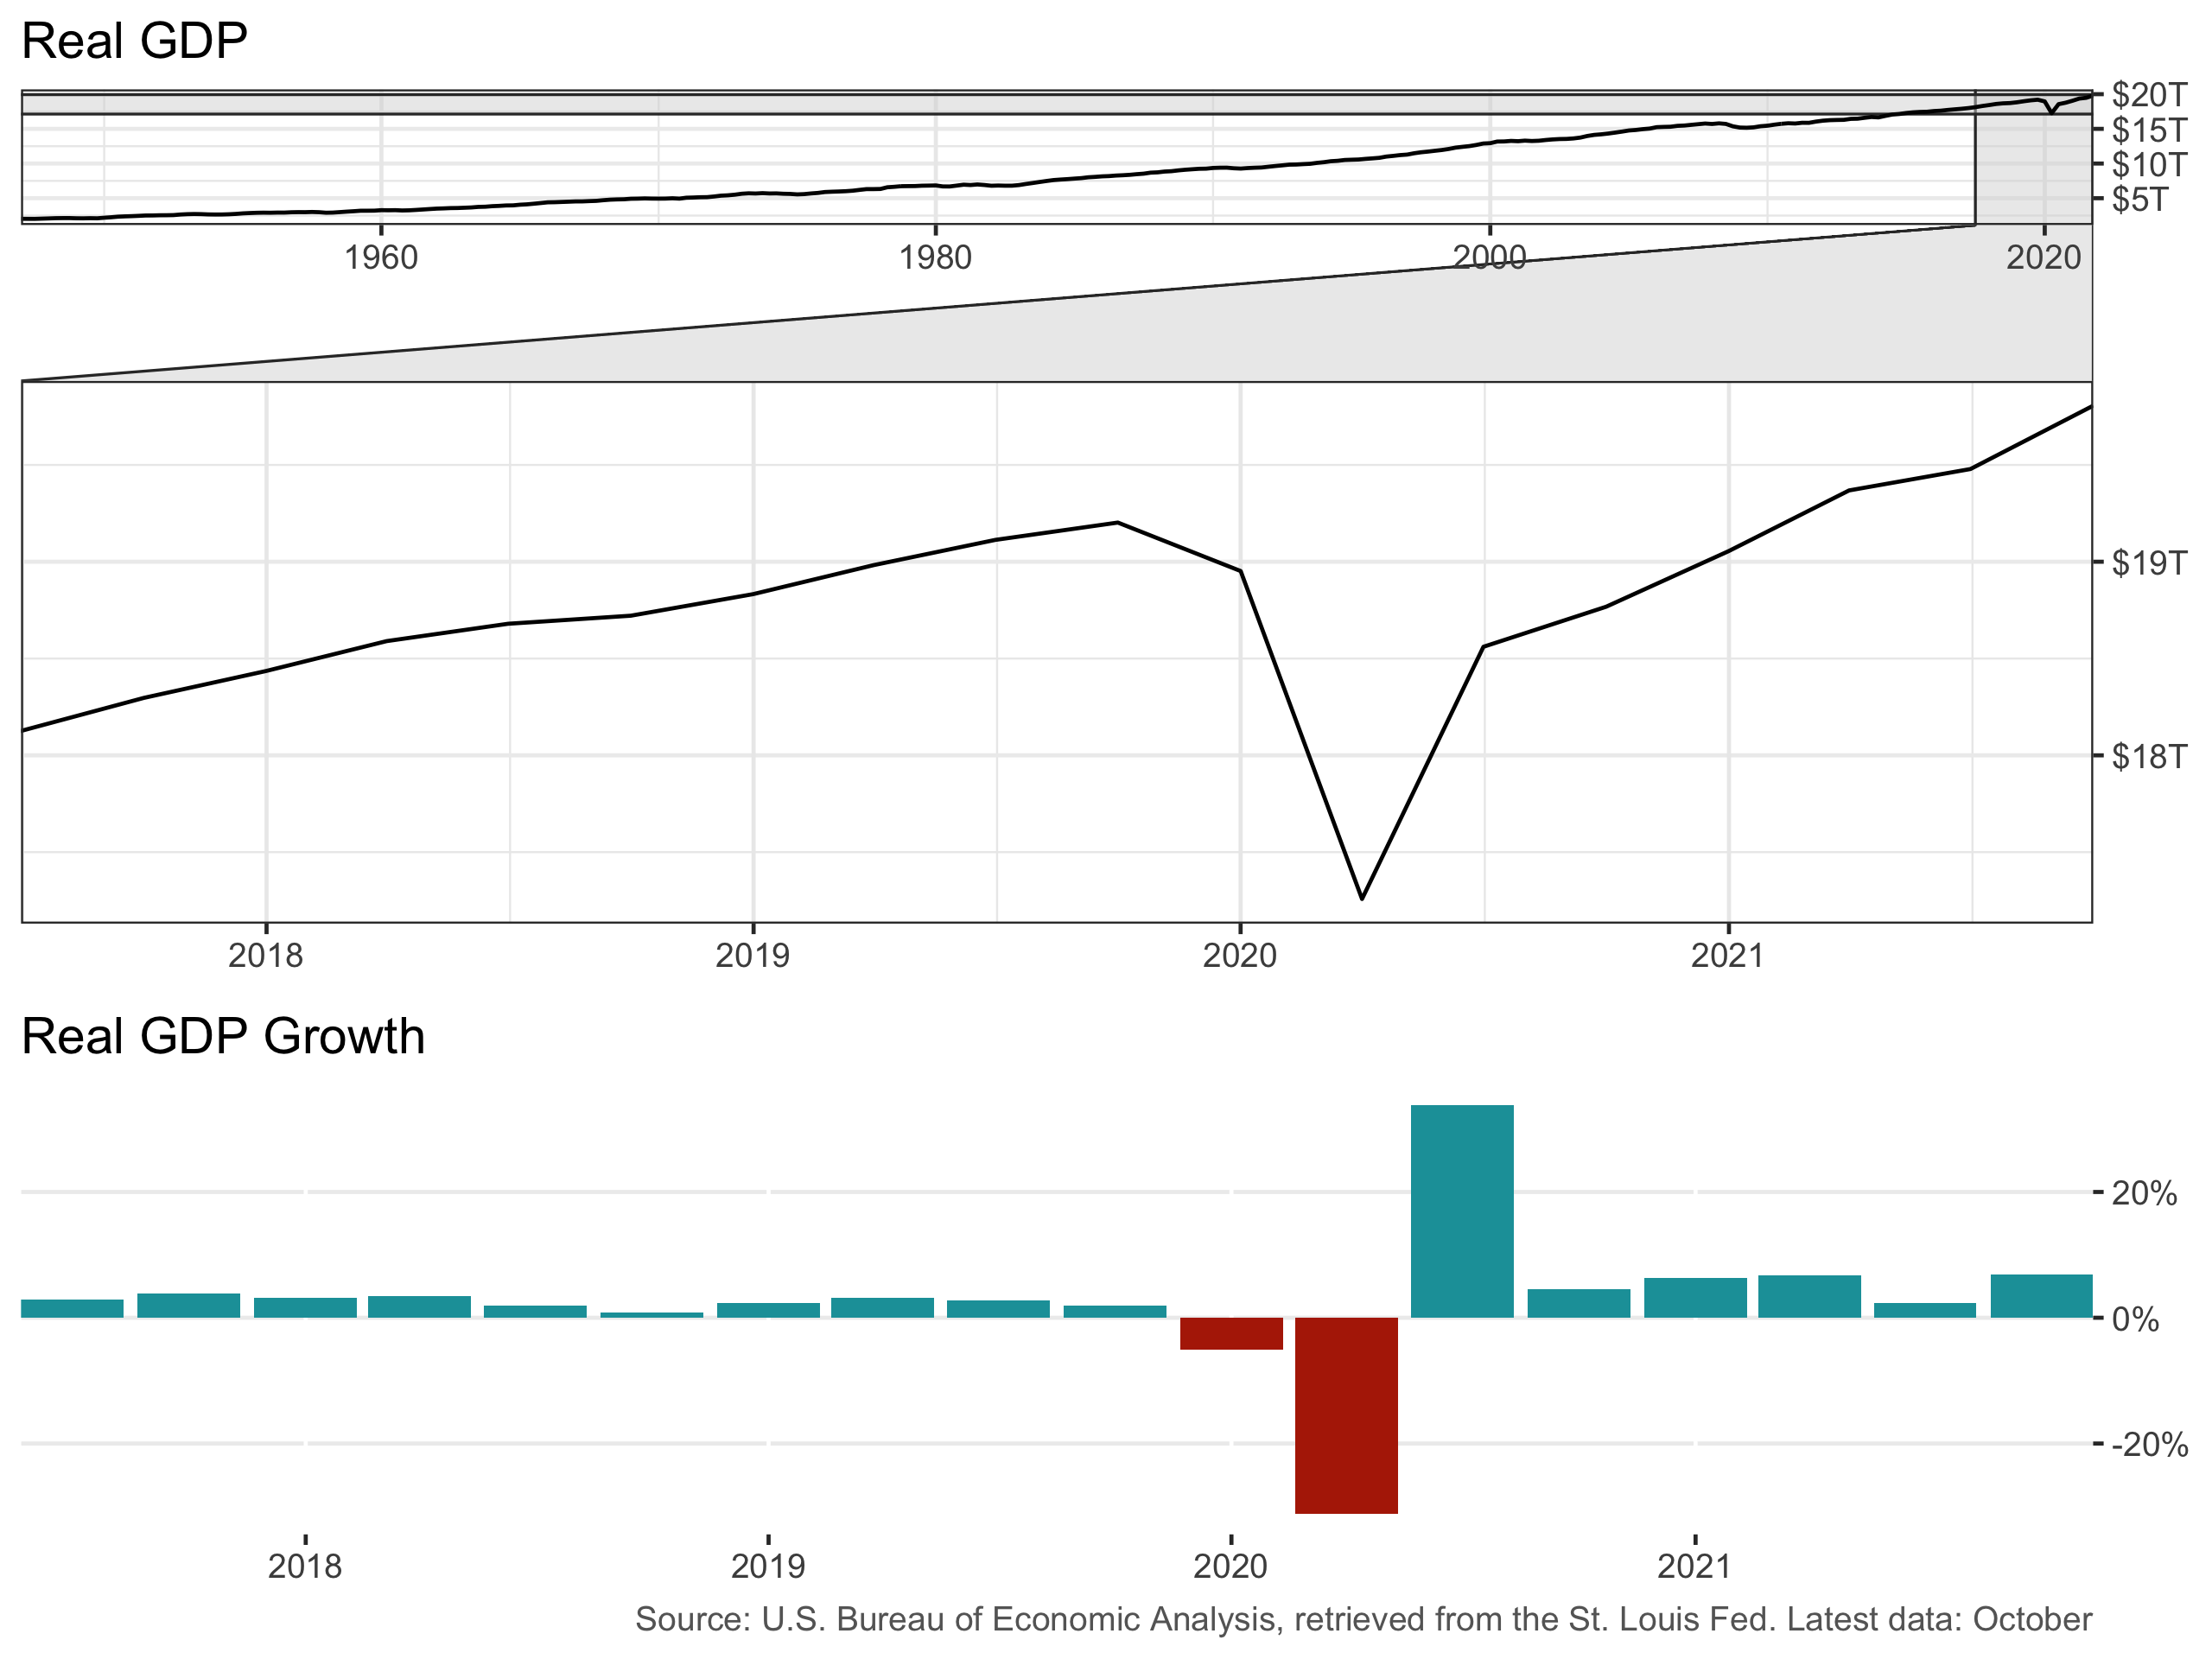 Real GDP
$20T
$15T
$10T
$5T
1960 1980 2000 2020
$19T
$18T
2018 2019 2020 2021
Real GDP Growth
20%
0%
-20%
2018 2019 2020 2021
Source: U.S. Bureau of Economic Analysis, retrieved from the St. Louis Fed. Latest data: October